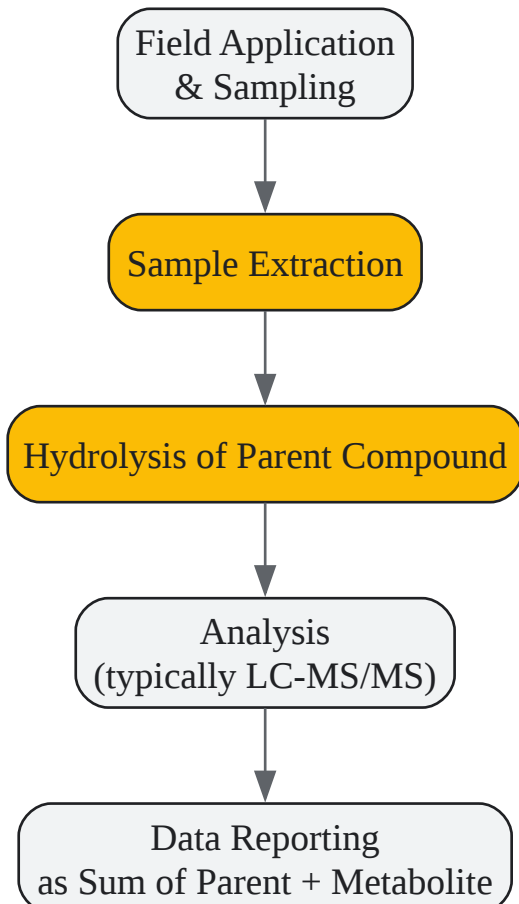 Field Application
& Sampling
Sample Extraction
Hydrolysis of Parent Compound
Analysis
(typically LC-MS/MS)
Data Reporting
as Sum of Parent + Metabolite